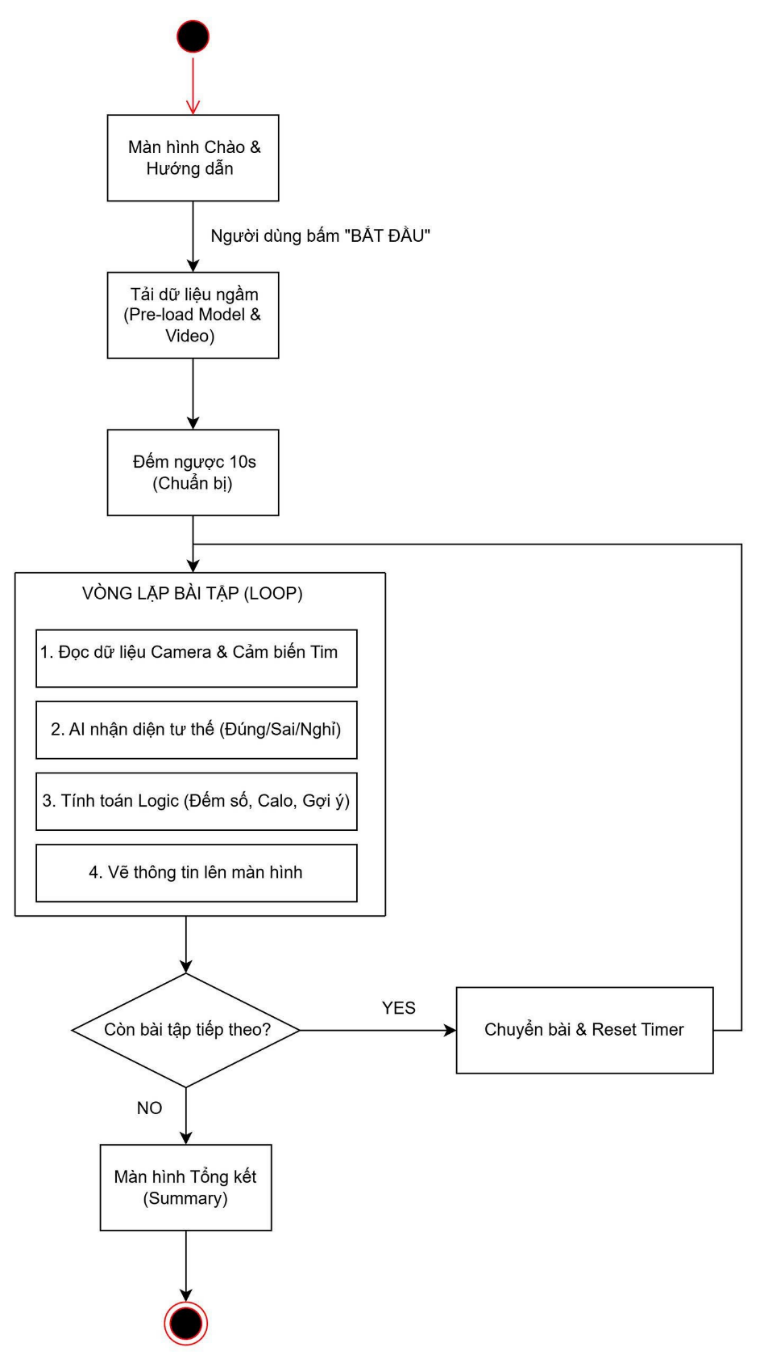 Màn hình Chào &
Hướng dẫn
Người dùng bấm "BẮT ĐẦU"
Tải dữ liệu ngầm
(Pre-load Model &
Video)
Đếm ngược 10s
(Chuẩn bị)
VÒNG LẶP BÀI TẬP (LOOP)
1. Đọc dữ liệu Camera & Cảm biến Tim
2. AI nhận diện tư thế (Đúng/Sai/Nghỉ)
3. Tính toán Logic (Đếm số, Calo, Gợi ý)
4. Vẽ thông tin lên màn hình
Còn bài tập tiếp theo?
YES
Chuyển bài & Reset Timer
NO
Màn hình Tổng kết
(Summary)